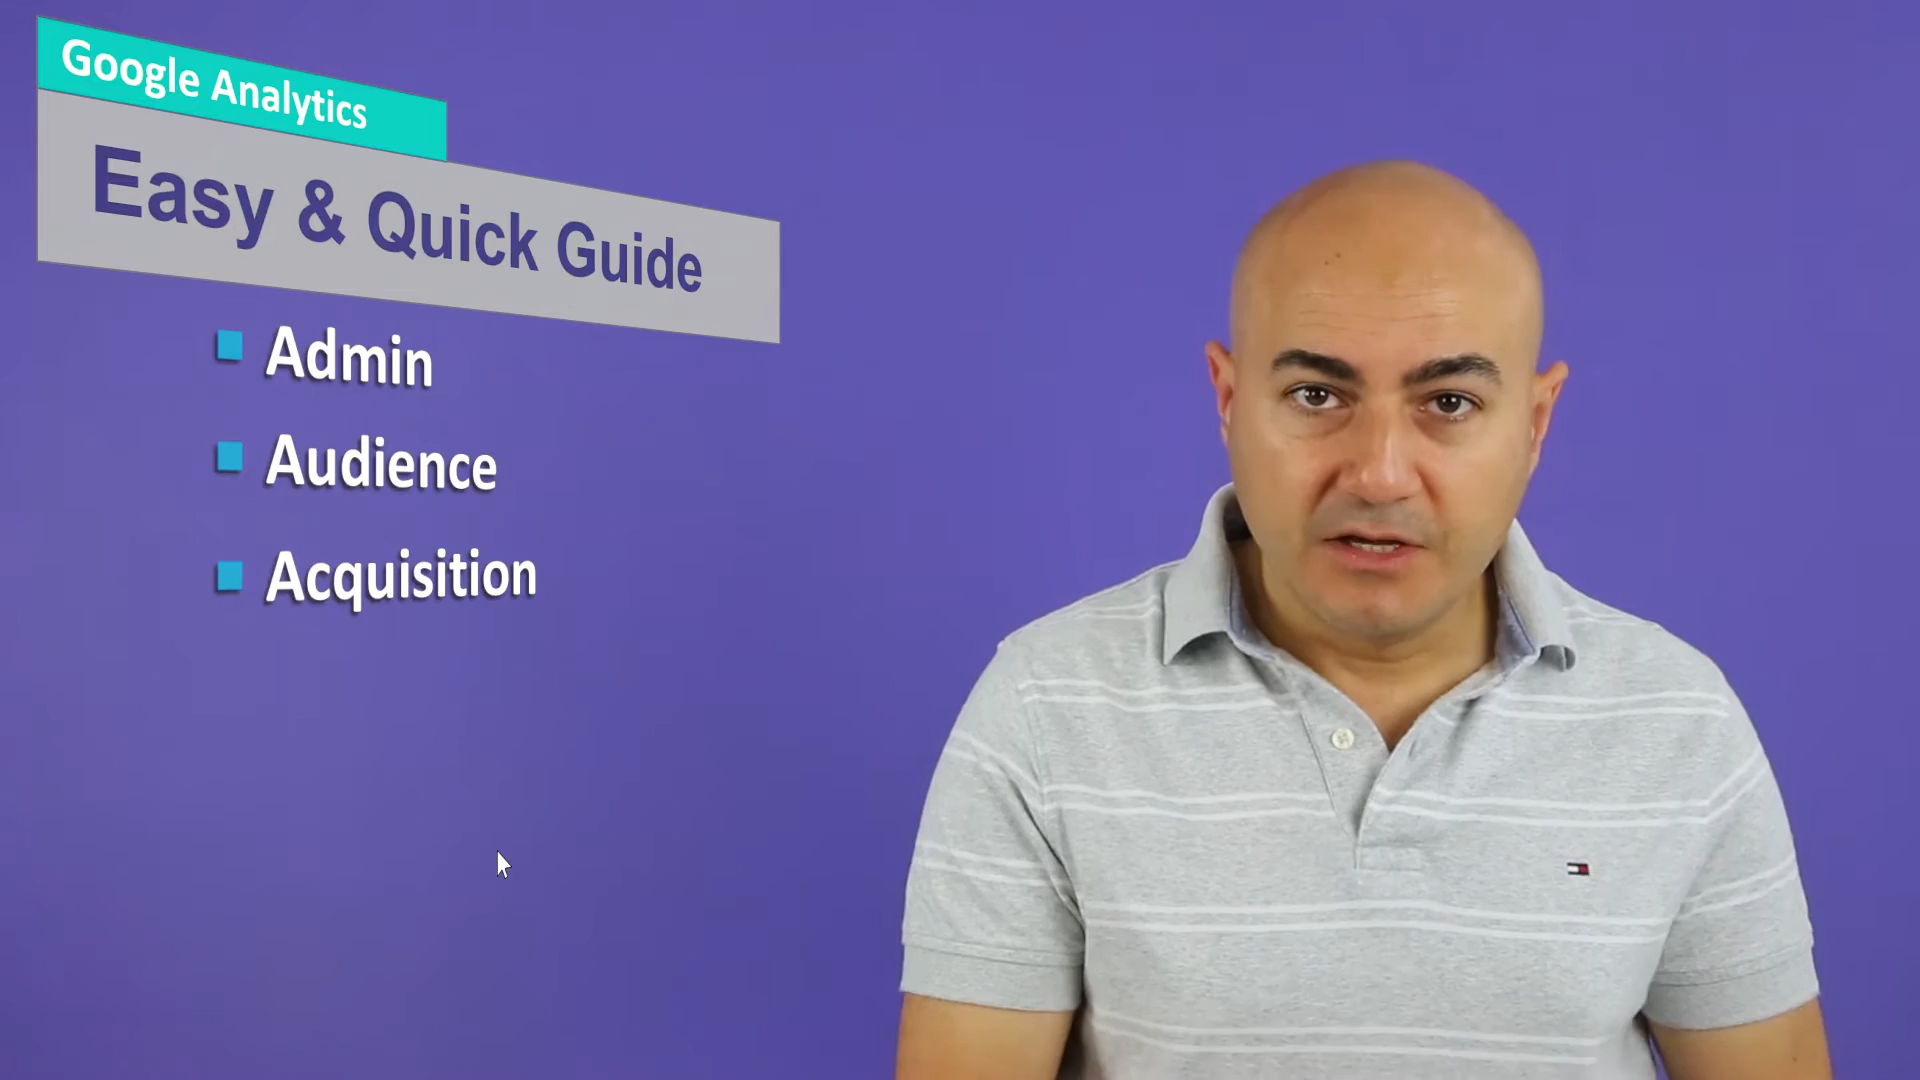 Google Analytics
Easy & Quick Guide
Admin
Audience
Acquisition